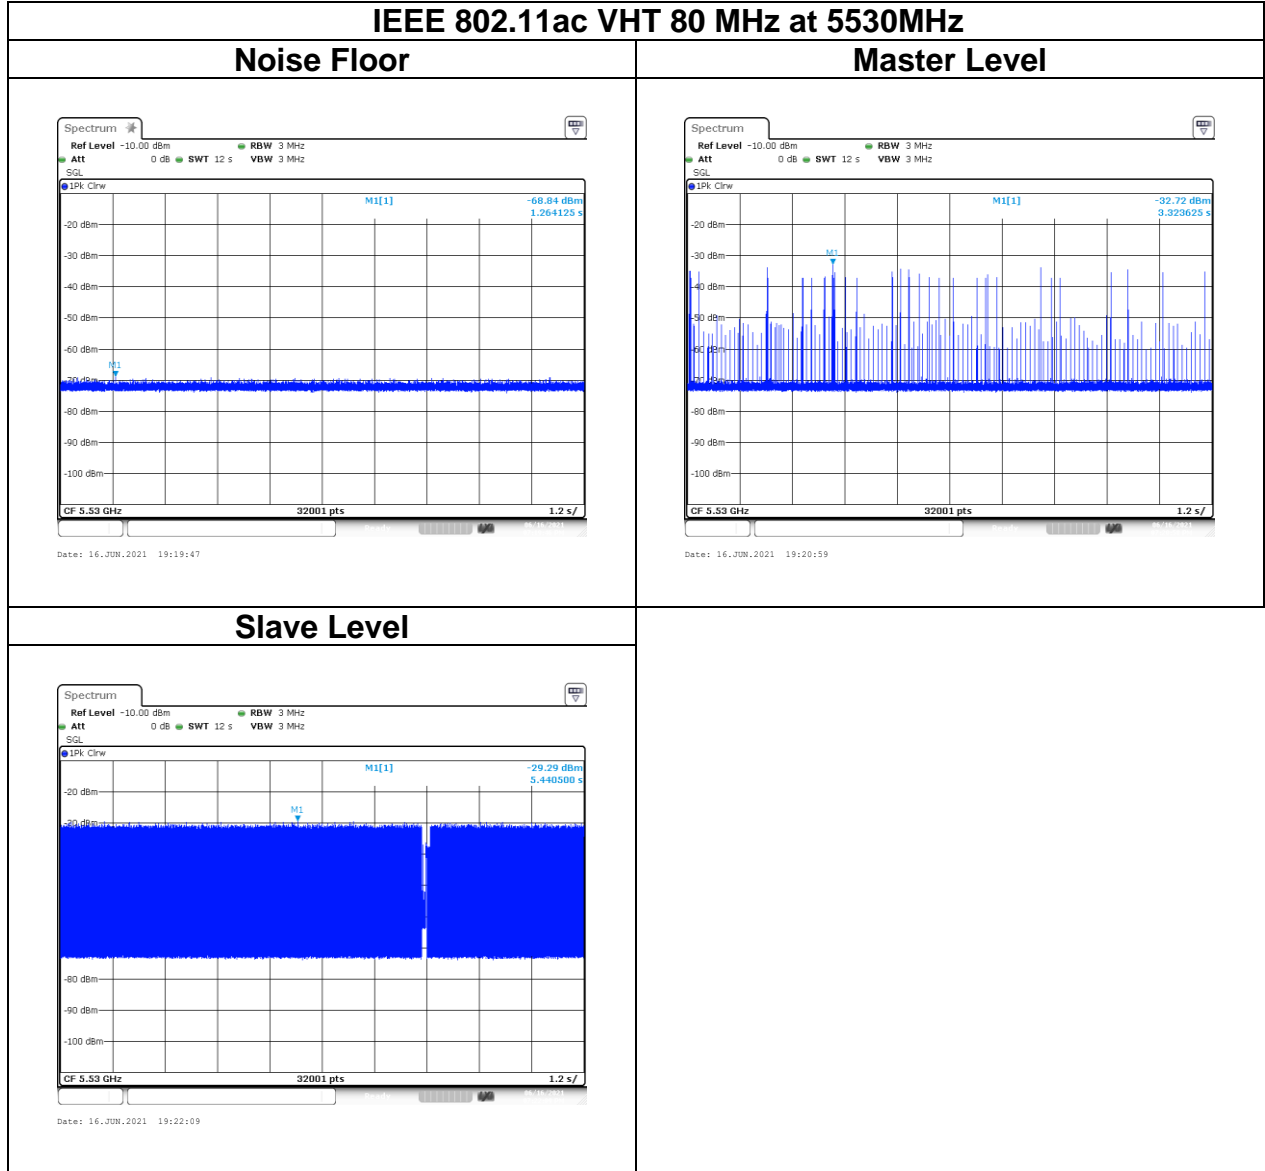 IEEE 802.11ac VHT 80 MHz at 5530MHz
Noise Floor
Master Level
Spectrum
Ref Level -10.00 dBm RBW 3 MHz
Att 0 dB SWT 12 s VBW 3 MHz
SGL
1Pk Clrw
M1[1] -68.84 dBm
1.264125 s
-20 dBm
-30 dBm
-40 dBm
-50 dBm
-60 dBm
M1
-70 dBm
-80 dBm
-90 dBm
-100 dBm
CF 5.53 GHz 32001 pts 1.2 s/
Date: 16.JUN.2021 19:19:47
Spectrum
Ref Level -10.00 dBm RBW 3 MHz
Att 0 dB SWT 12 s VBW 3 MHz
SGL
1Pk Clrw
M1[1] -32.72 dBm
3.323625 s
-20 dBm
-30 dBm
M1
-40 dBm
-50 dBm
-60 dBm
-70 dBm
-80 dBm
-90 dBm
-100 dBm
CF 5.53 GHz 32001 pts 1.2 s/
Date: 16.JUN.2021 19:20:59
Slave Level
Spectrum
Ref Level -10.00 dBm RBW 3 MHz
Att 0 dB SWT 12 s VBW 3 MHz
SGL
1Pk Clrw
M1[1] -29.29 dBm
5.440500 s
-20 dBm
M1
-30 dBm
-80 dBm
-90 dBm
-100 dBm
CF 5.53 GHz 32001 pts 1.2 s/
Date: 16.JUN.2021 19:22:09